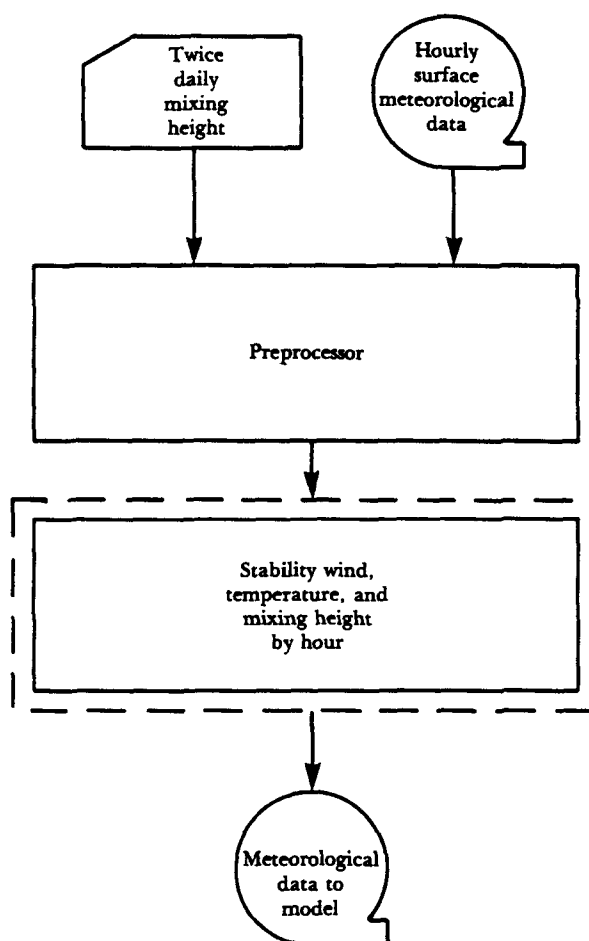 Twice
daily
mixing
height
Hourly
surface
meteorological
data
Preprocessor
Stability wind,
temperature, and
mixing height
by hour
Meteorological
data to
model